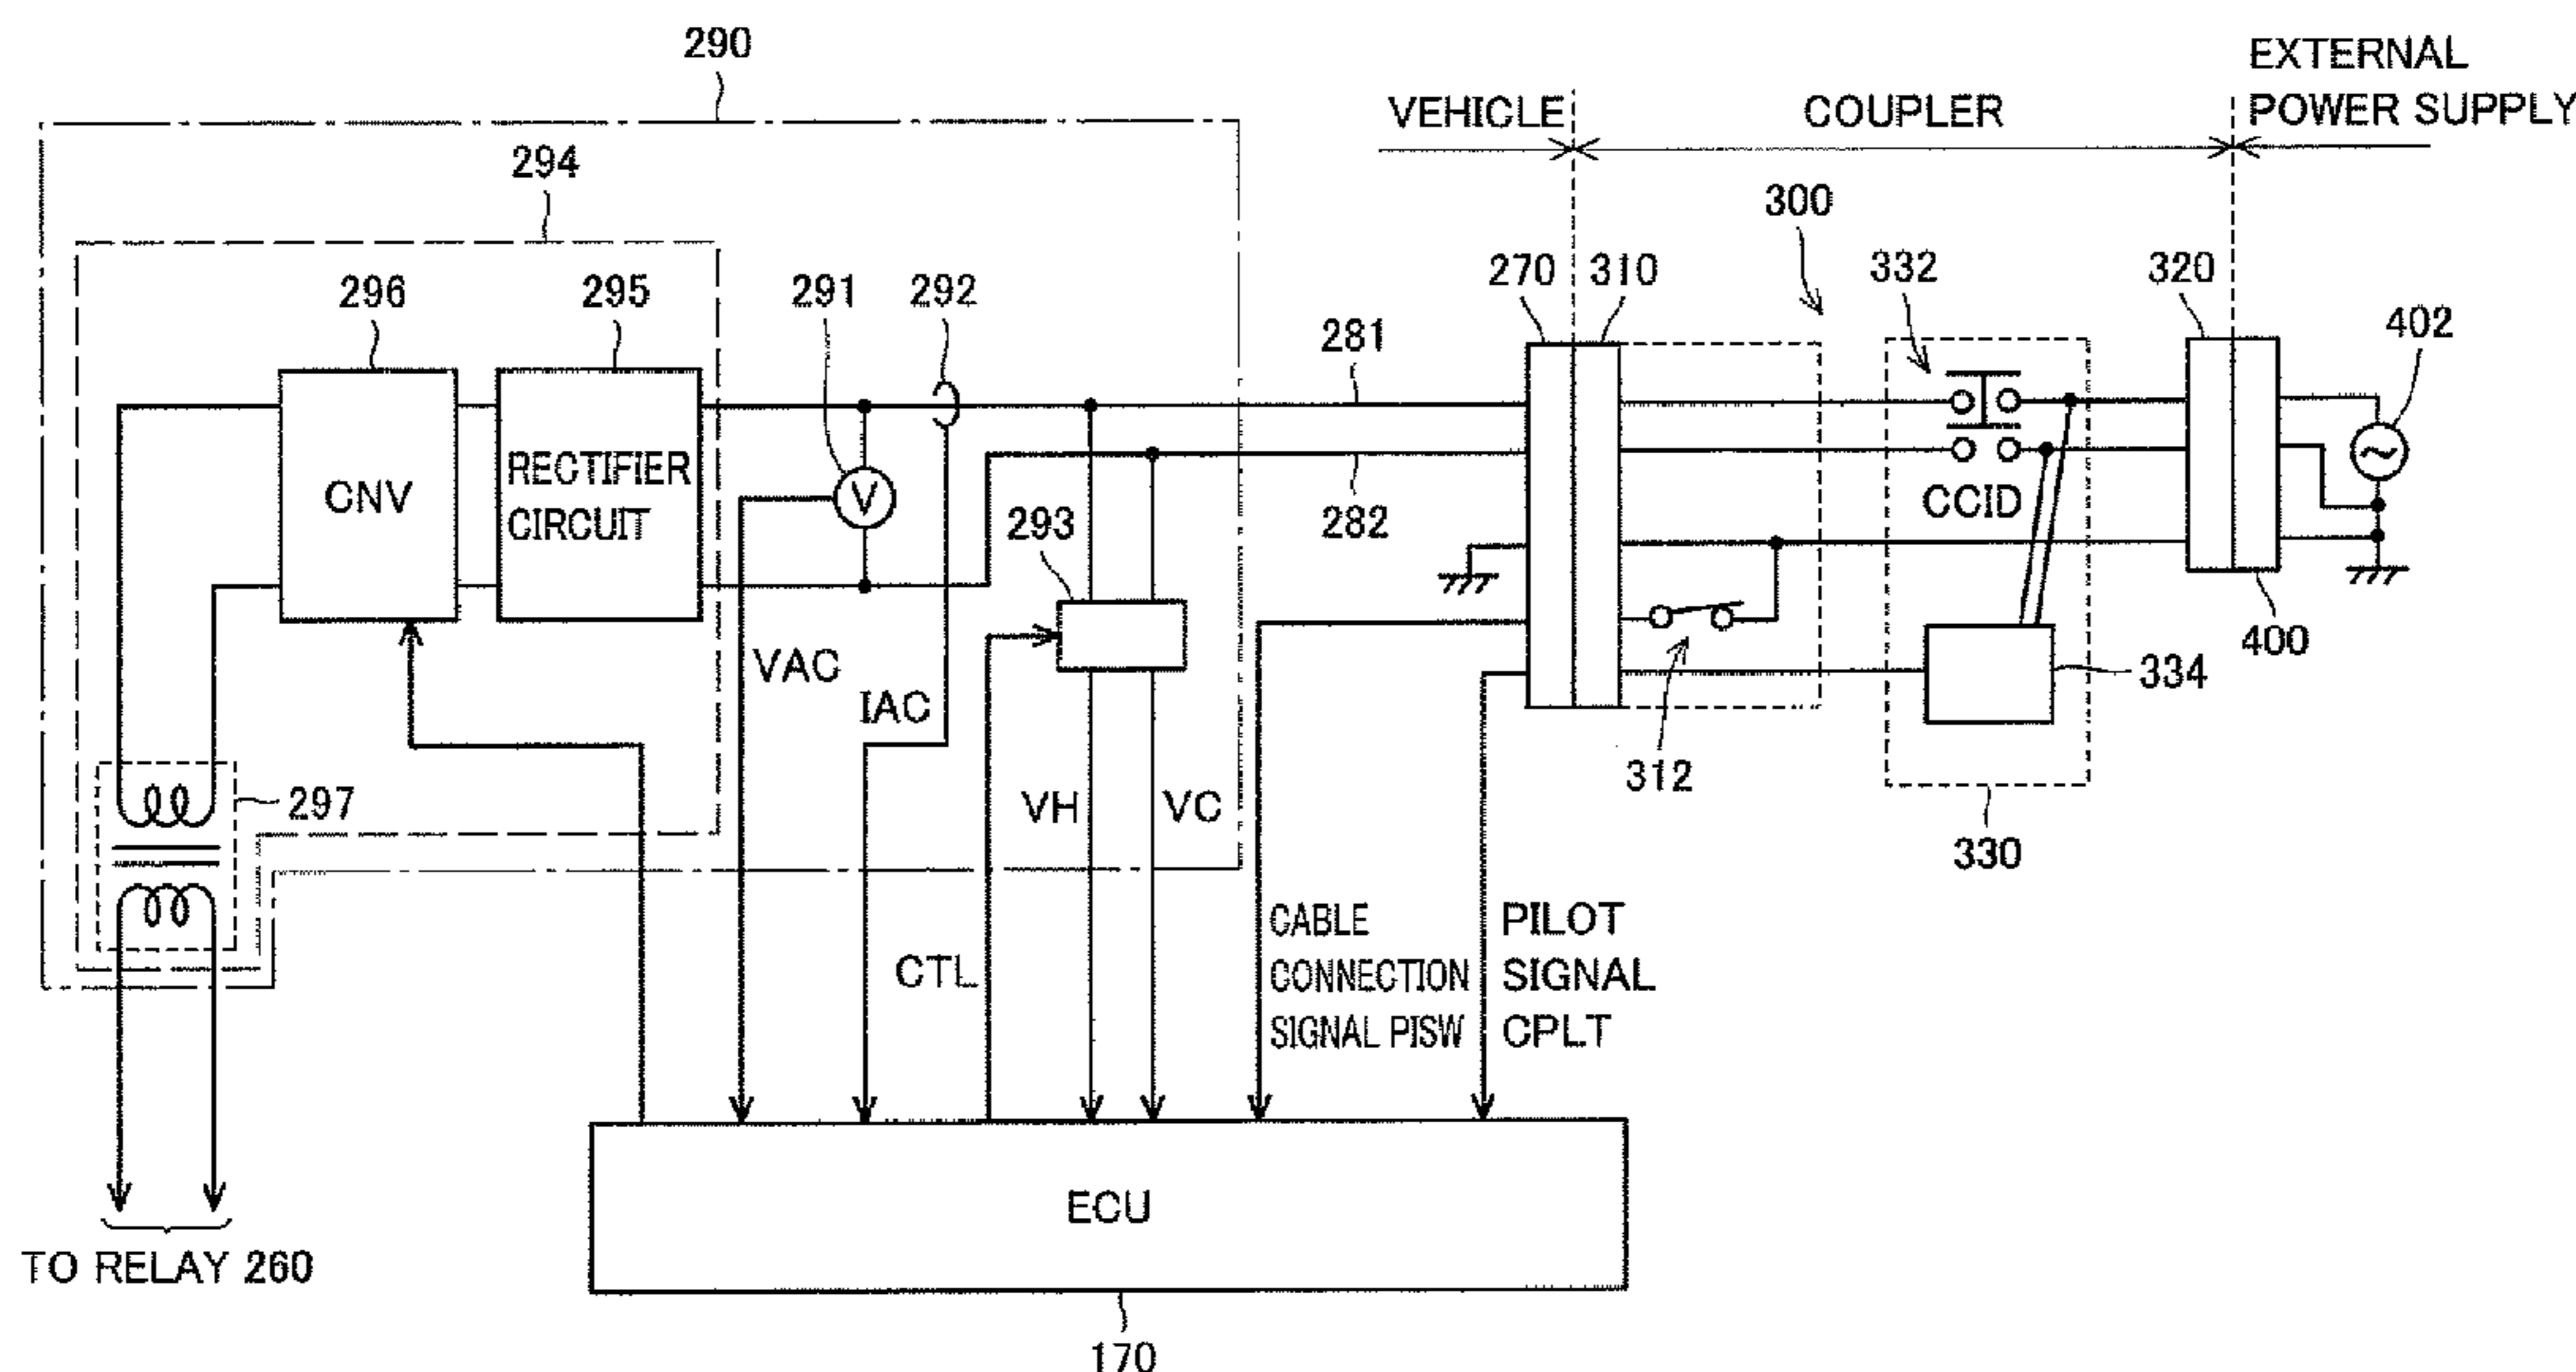 290
EXTERNAL
POWER SUPPLY
VEHICLE
COUPLER
294
300
296
295
291
292
270
310
332
320
402
281
CNV
RECTIFIER
CIRCUIT
V
293
282
CCID
400
VAC
IAC
334
312
297
VH
VC
330
CTL
CABLE
CONNECTION
SIGNAL PISW
PILOT
SIGNAL
CPLT
ECU
TO RELAY 260
170